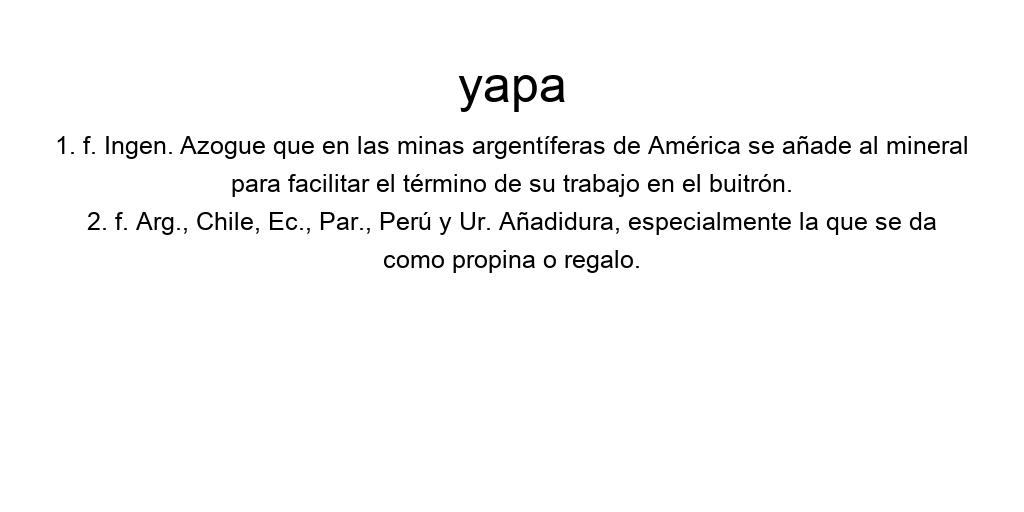 yapa
1. f. Ingen. Azogue que en las minas argentíferas de América se añade al mineral
para facilitar el término de su trabajo en el buitrón.
2. f. Arg., Chile, Ec., Par., Perú y Ur. Añadidura, especialmente la que se da
como propina o regalo.